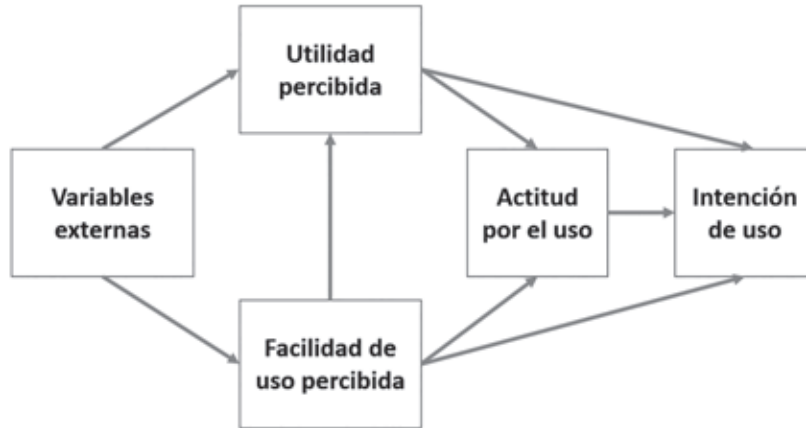 Utilidad
percibida
Variables
externas
Actitud
por el uso
Intención
de uso
Facilidad de
uso percibida